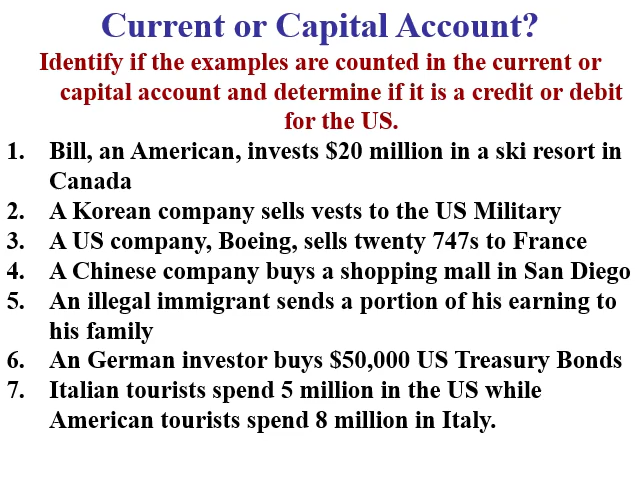 Current or Capital Account?
Identify if the examples are counted in the current or
capital account and determine if it is a credit or debit
for the US.
1. Bill, an American, invests $20 million in a ski resort in
Canada
2. A Korean company sells vests to the US Military
3. A US company, Boeing, sells twenty 747s to France
4. A Chinese company buys a shopping mall in San Diego
5. An illegal immigrant sends a portion of his earning to
his family
6. An German investor buys $50,000 US Treasury Bonds
7. Italian tourists spend 5 million in the US while
American tourists spend 8 million in Italy.